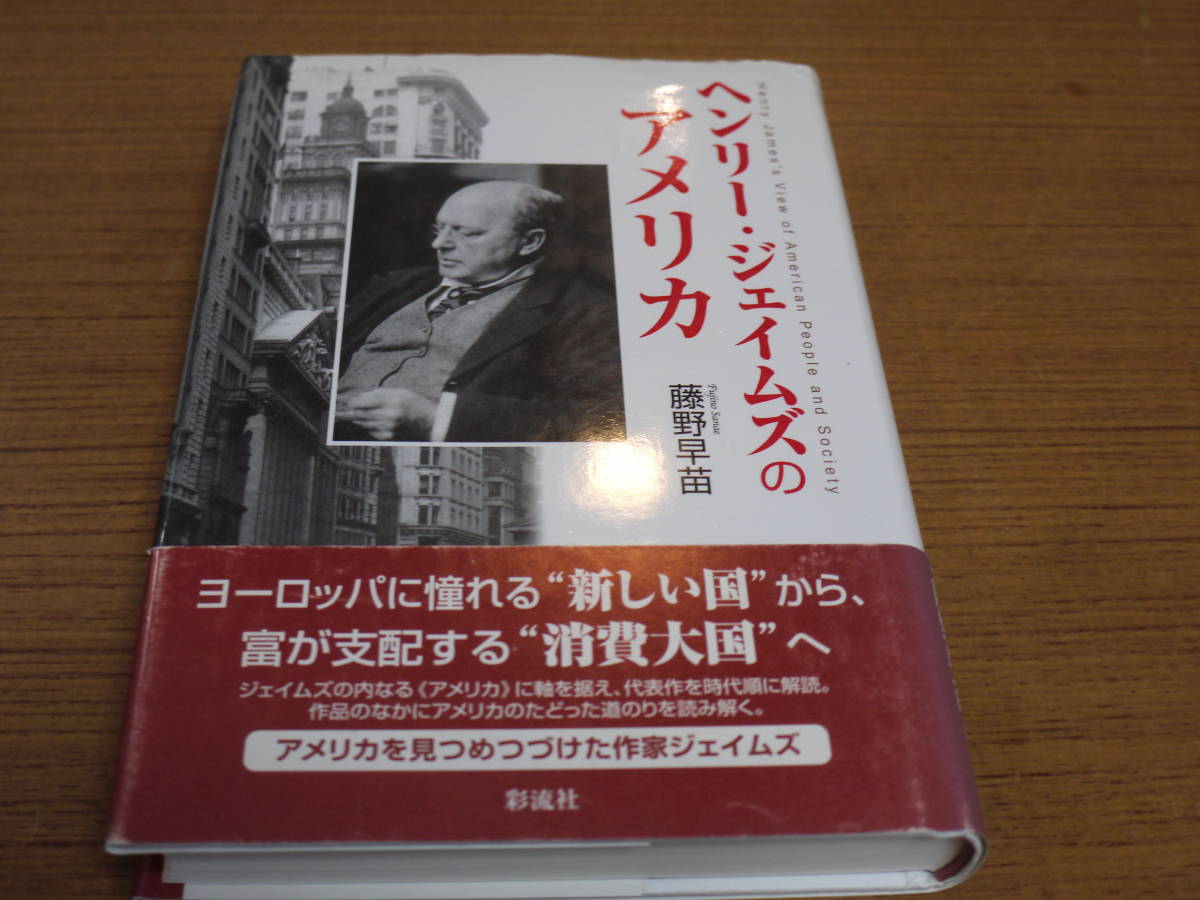 Henry James's View of American People and Society
ヘンリー・ジェイムズの
アメリカ
Fujino Sanae
藤野早苗
ヨーロッパに憧れる“新しい国”から、
富が支配する“消費大国”へ
ジェイムズの内なる《アメリカ》に軸を据え、代表作を時代順に解読。
作品のなかにアメリカのたどった道のりを読み解く。
アメリカを見つめつづけた作家ジェイムズ
彩流社